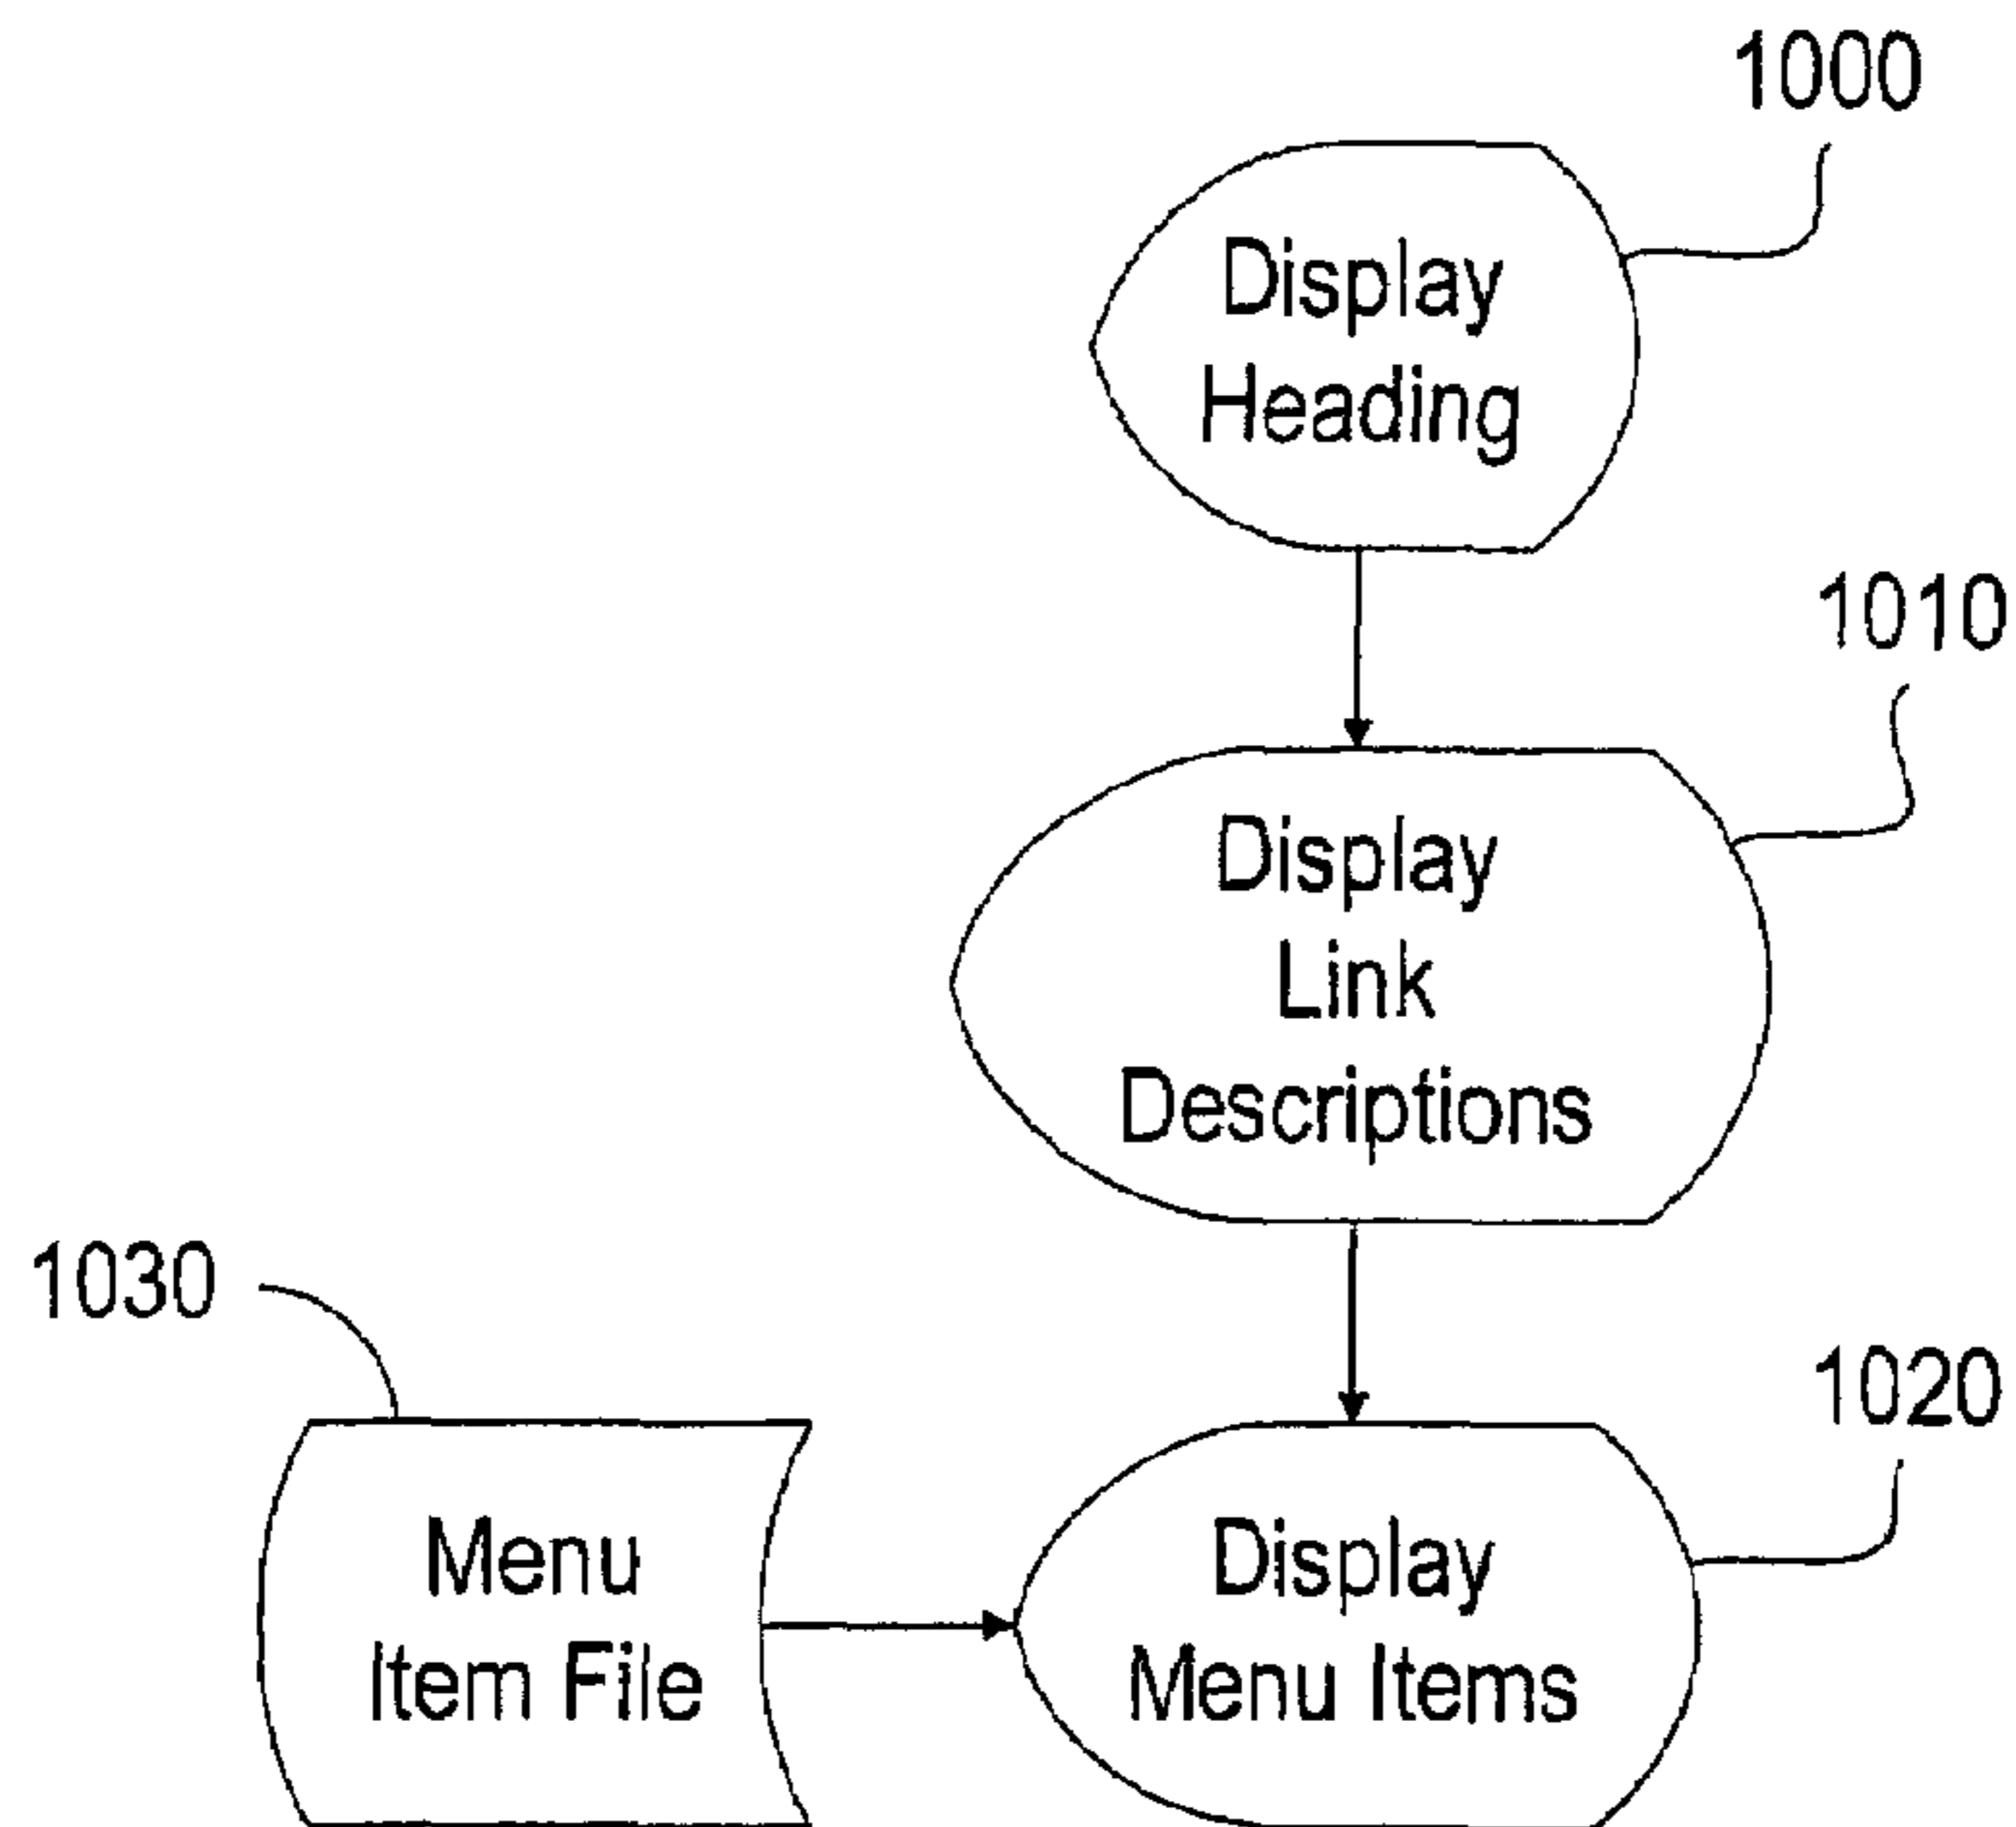 1000
Display
Heading
1010
Display
Link
Descriptions
1030
1020
Menu
Item File
Display
Menu Items